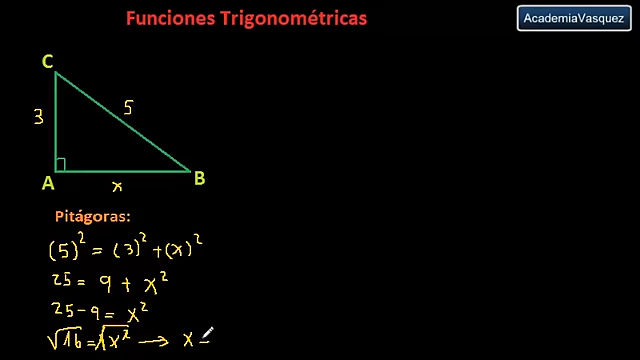 Funciones Trigonométricas
AcademiaVasquez
C
3
5
A
x
B
Pitágoras:
(5)² = (3)² + (x)²
25 = 9 + x²
25 - 9 = x²
√16 = √x² → x =